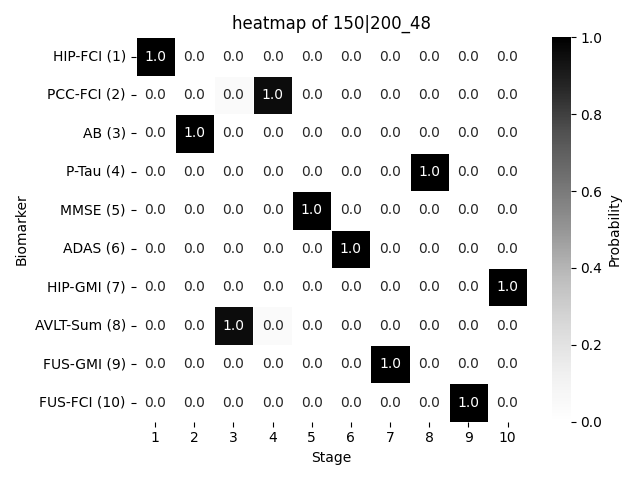 heatmap of 150|200_48
HIP-FCI (1) 1.0 0.0 0.0 0.0 0.0 0.0 0.0 0.0 0.0 0.0
PCC-FCI (2) 0.0 0.0 0.0 1.0 0.0 0.0 0.0 0.0 0.0 0.0
AB (3) 0.0 1.0 0.0 0.0 0.0 0.0 0.0 0.0 0.0 0.0
P-Tau (4) 0.0 0.0 0.0 0.0 0.0 0.0 0.0 1.0 0.0 0.0
MMSE (5) 0.0 0.0 0.0 0.0 1.0 0.0 0.0 0.0 0.0 0.0
ADAS (6) 0.0 0.0 0.0 0.0 0.0 1.0 0.0 0.0 0.0 0.0
HIP-GMI (7) 0.0 0.0 0.0 0.0 0.0 0.0 0.0 0.0 0.0 1.0
AVLT-Sum (8) 0.0 0.0 1.0 0.0 0.0 0.0 0.0 0.0 0.0 0.0
FUS-GMI (9) 0.0 0.0 0.0 0.0 0.0 0.0 1.0 0.0 0.0 0.0
FUS-FCI (10) 0.0 0.0 0.0 0.0 0.0 0.0 0.0 0.0 1.0 0.0
1 2 3 4 5 6 7 8 9 10
Stage
Biomarker
1.0
0.8
0.6
0.4
0.2
0.0
Probability